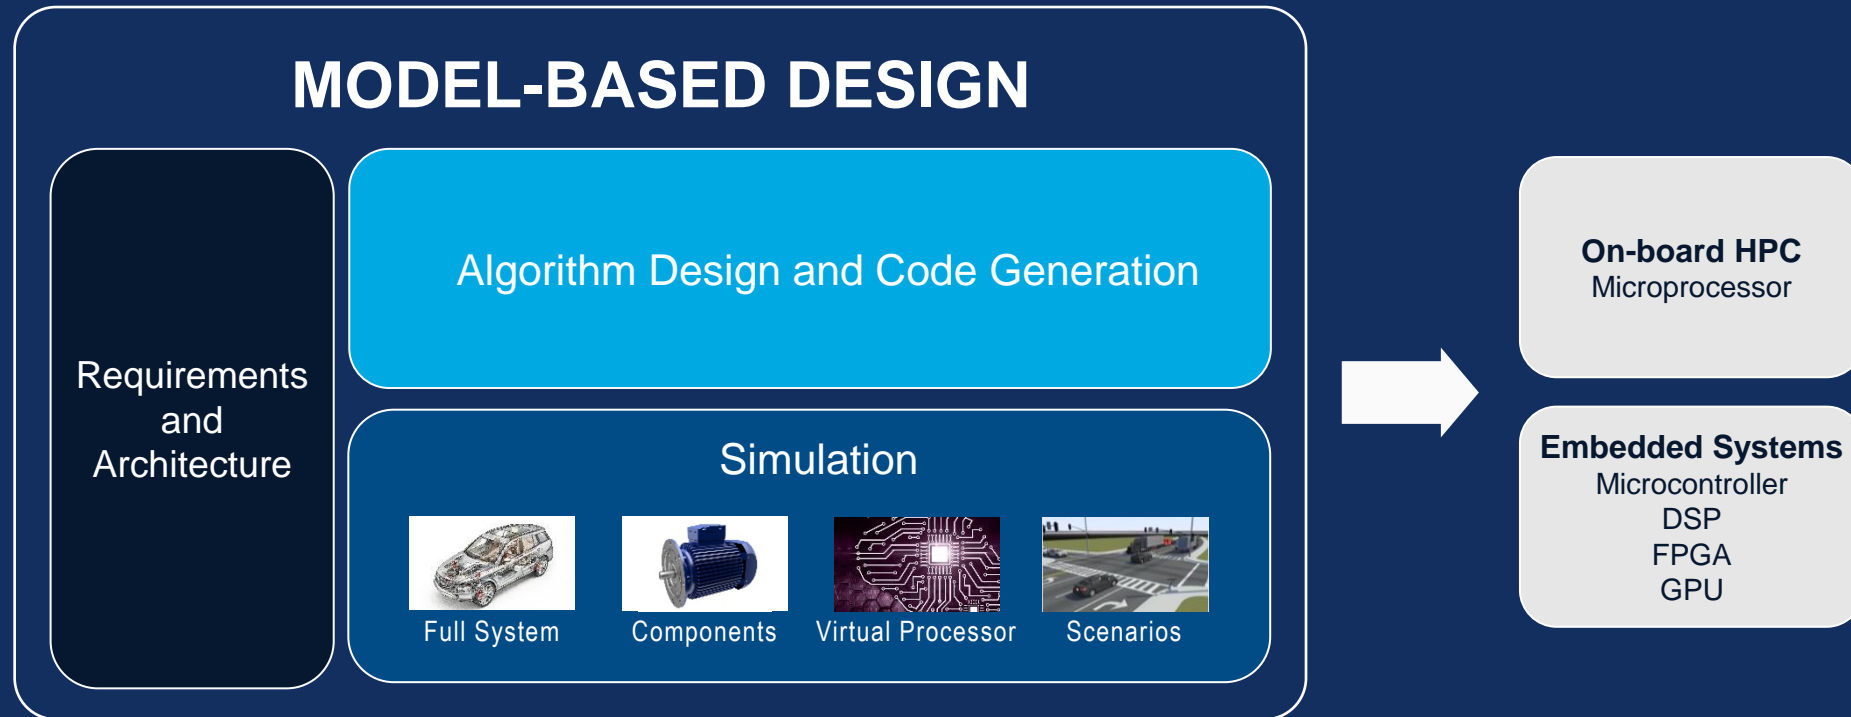 MODEL-BASED DESIGN
Requirements
and
Architecture
Algorithm Design and Code Generation
Simulation
Full System
Components
Virtual Processor
Scenarios
On-board HPC
Microprocessor
Embedded Systems
Microcontroller
DSP
FPGA
GPU